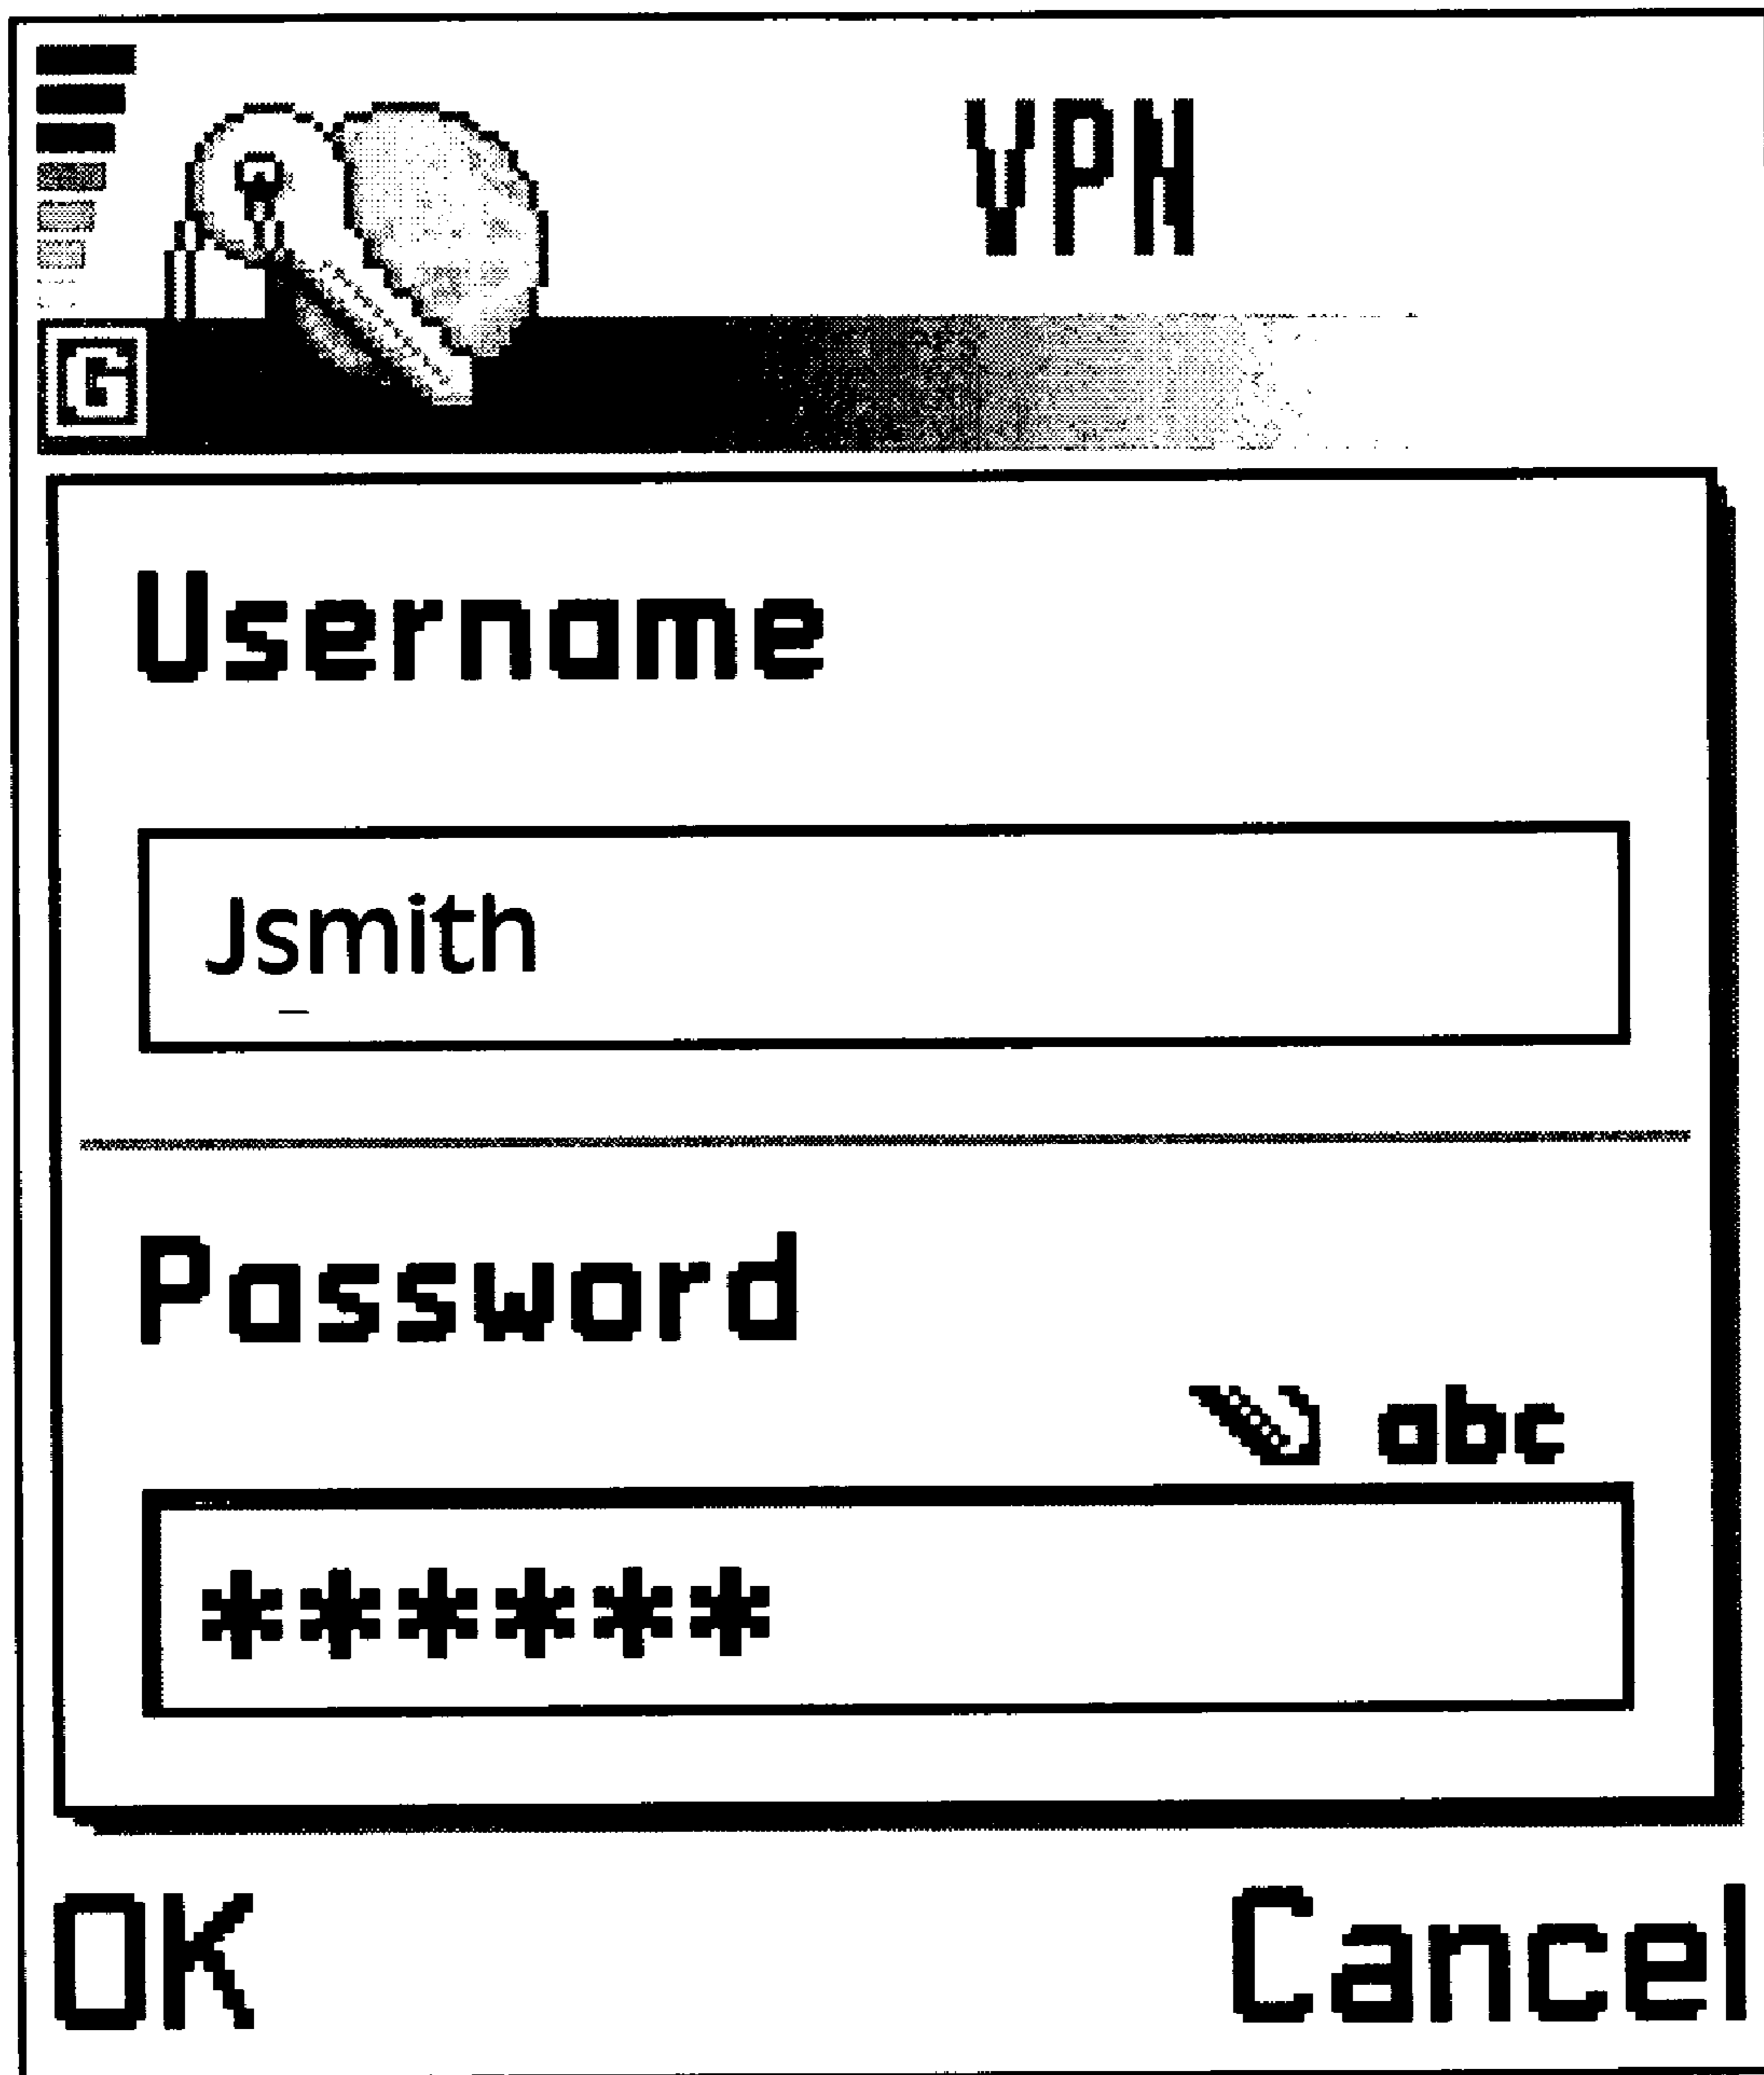 VPN
G
Username
Jsmith
Password
abc
******
OK
Cancel